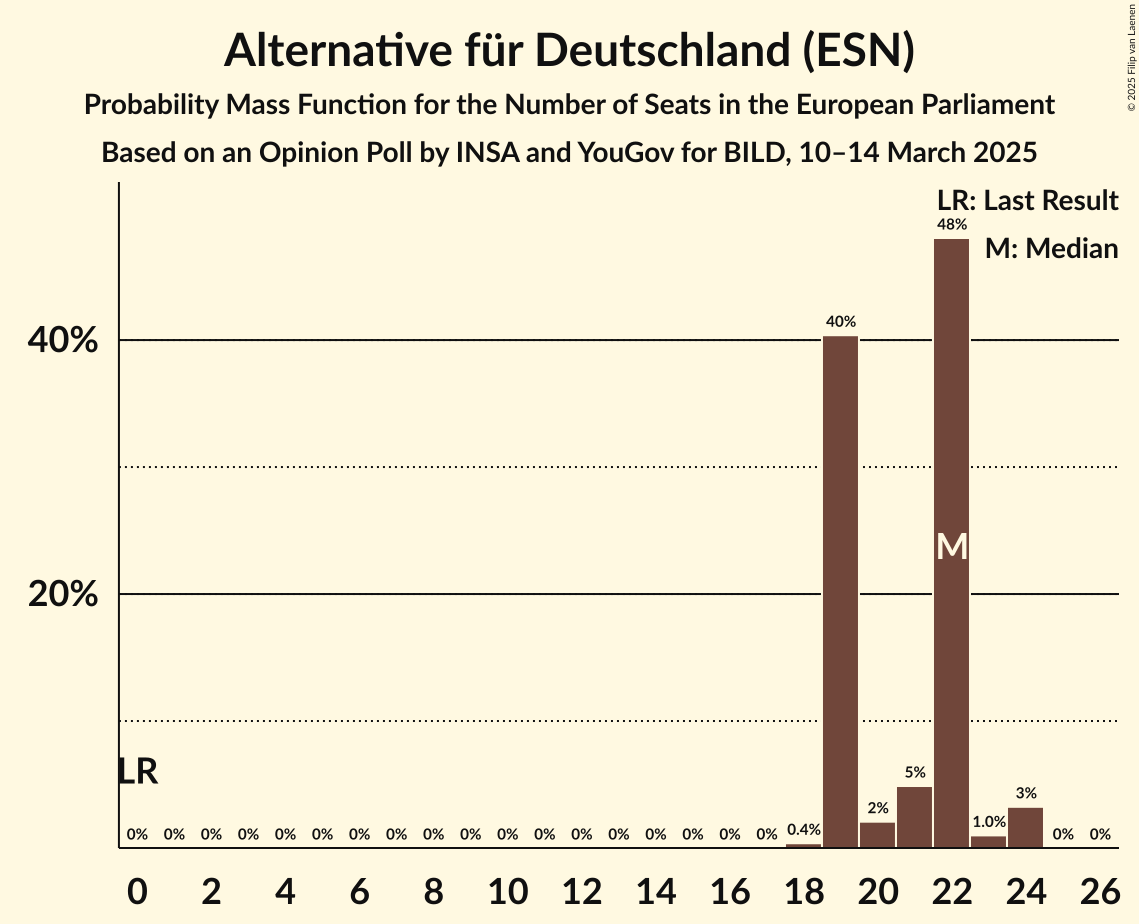 Alternative für Deutschland (ESN)
Probability Mass Function for the Number of Seats in the European Parliament
Based on an Opinion Poll by INSA and YouGov for BILD, 10–14 March 2025
© 2025 Filip van Laenen
LR: Last Result
M: Median
48%
40%
40%
M
20%
LR
0% 0% 0% 0% 0% 0% 0% 0% 0% 0% 0% 0% 0% 0% 0% 0% 0% 0% 0.4% 2% 5% 1.0% 3% 0% 0%
0 2 4 6 8 10 12 14 16 18 20 22 24 26